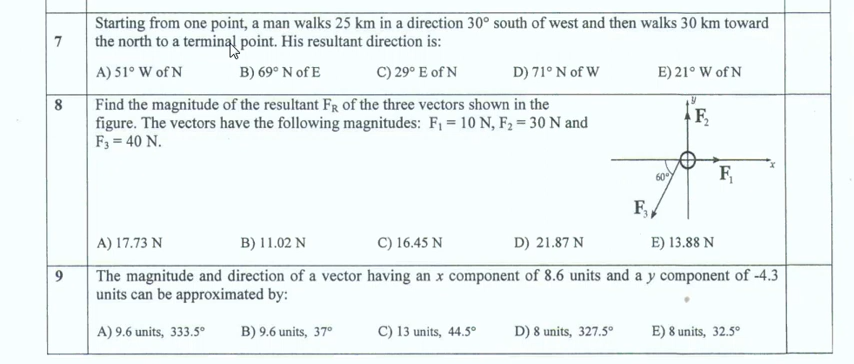 7
Starting from one point, a man walks 25 km in a direction 30° south of west and then walks 30 km toward
the north to a terminal point. His resultant direction is:
A) 51° W of N B) 69° N of E C) 29° E of N D) 71° N of W E) 21° W of N
8
Find the magnitude of the resultant FR of the three vectors shown in the
figure. The vectors have the following magnitudes: F1 = 10 N, F2 = 30 N and
F3 = 40 N.
y
F2
x
60°
F1
F3
A) 17.73 N B) 11.02 N C) 16.45 N D) 21.87 N E) 13.88 N
9
The magnitude and direction of a vector having an x component of 8.6 units and a y component of -4.3
units can be approximated by:
A) 9.6 units, 333.5° B) 9.6 units, 37° C) 13 units, 44.5° D) 8 units, 327.5° E) 8 units, 32.5°